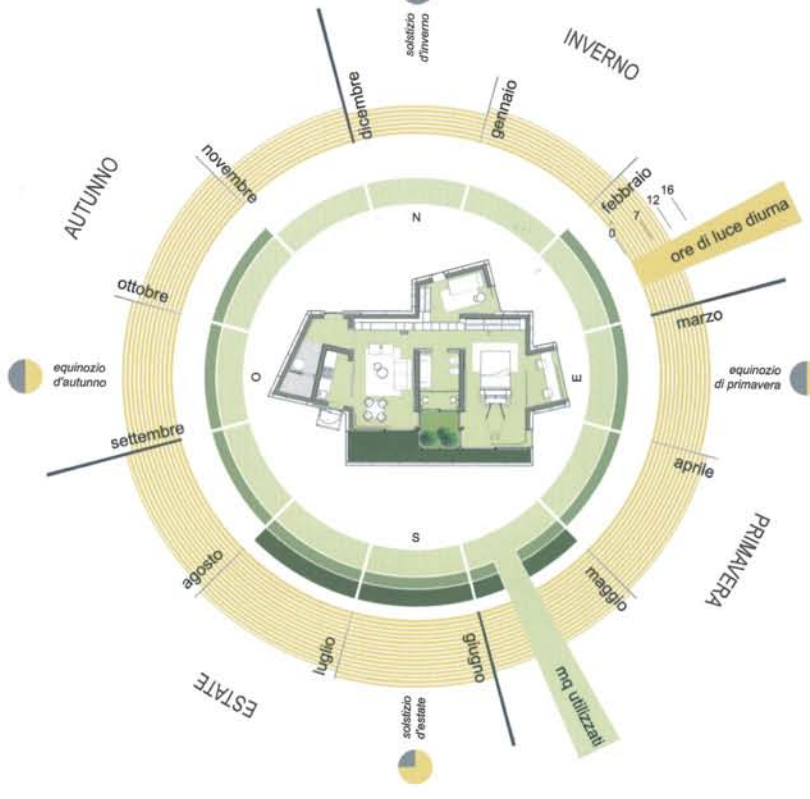 solstizio
d'inverno
INVERNO
dicembre
gennaio
novembre
febbraio
AUTUNNO
0
7
12
16
ore di luce diurna
N
ottobre
marzo
equinozio
d'autunno
O
E
equinozio
di primavera
settembre
aprile
S
agosto
maggio
PRIMAVERA
luglio
giugno
mq utilizzati
ESTATE
solstizio
d'estate